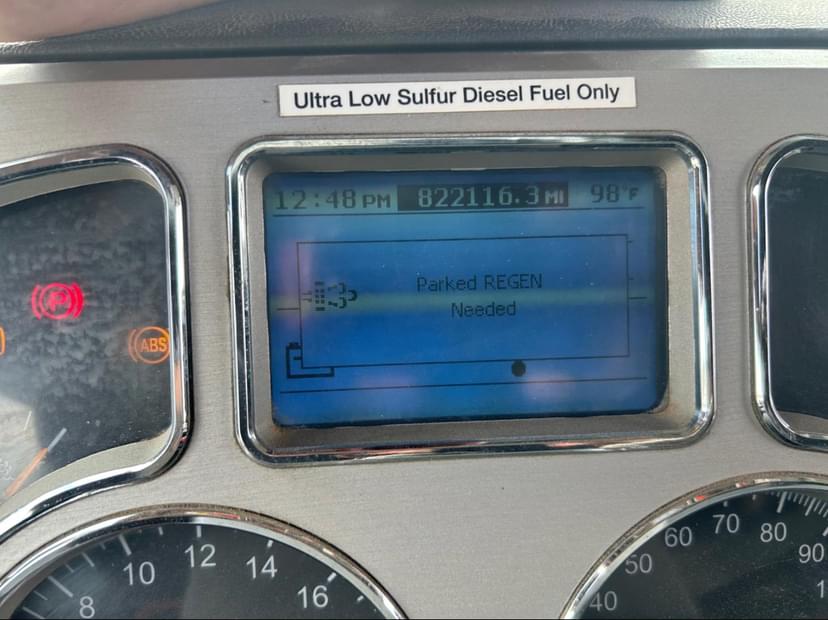 Ultra Low Sulfur Diesel Fuel Only
12:48 PM 822116.3 MI 98°F
Parked REGEN
Needed
P
ABS
8 10 12 14 16
40 50 60 70 80 90